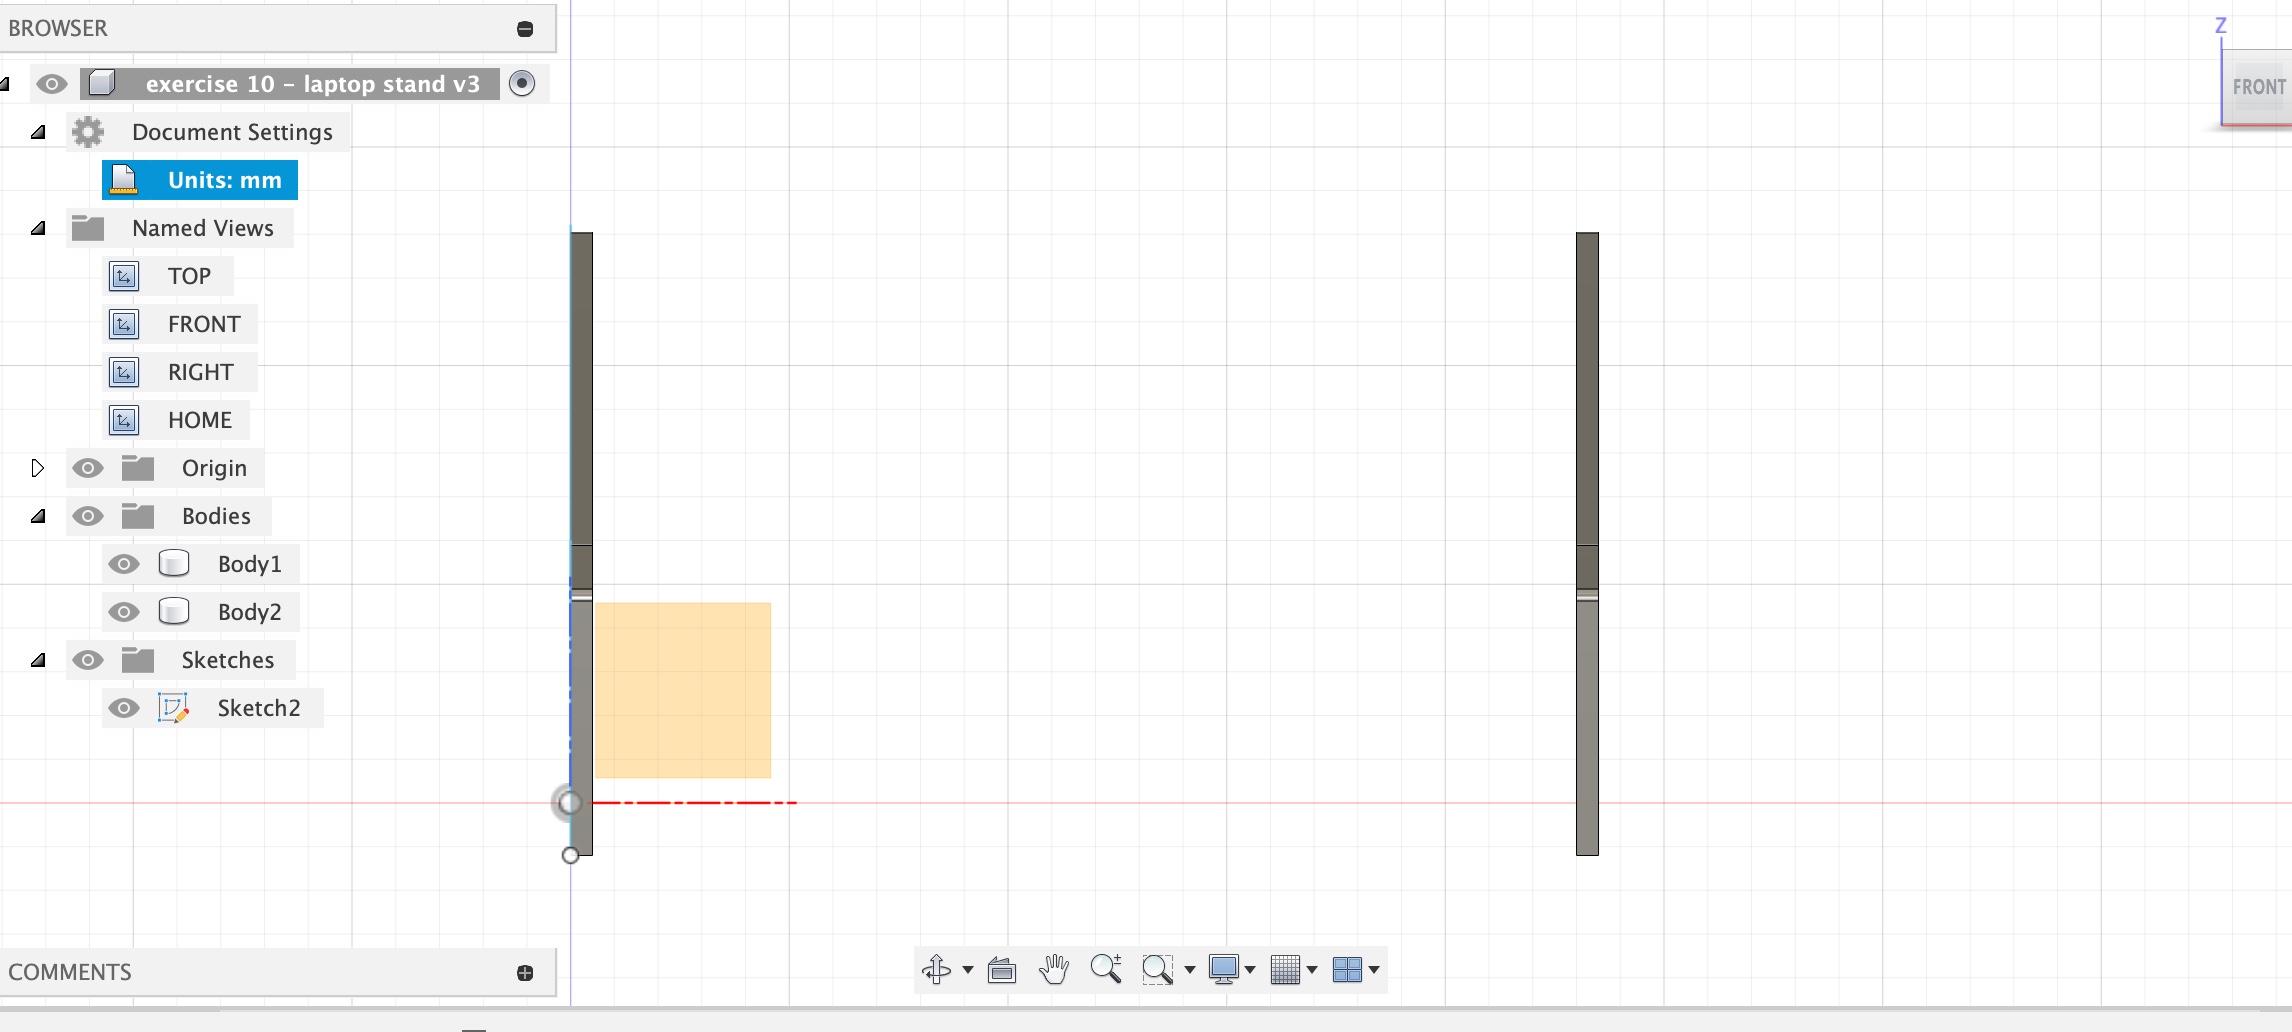 BROWSER
Z
FRONT
exercise 10 - laptop stand v3
Document Settings
Units: mm
Named Views
TOP
FRONT
RIGHT
HOME
Origin
Bodies
Body1
Body2
Sketches
Sketch2
COMMENTS